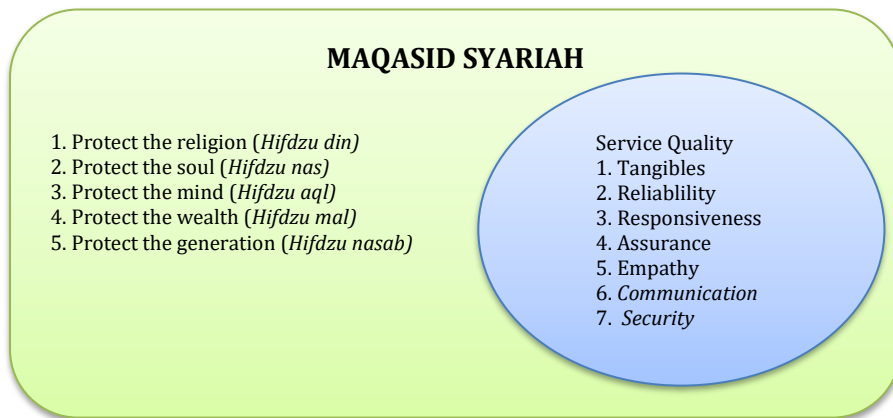 MAQASID SYARIAH
1. Protect the religion (Hifdzu din)
2. Protect the soul (Hifdzu nas)
3. Protect the mind (Hifdzu aql)
4. Protect the wealth (Hifdzu mal)
5. Protect the generation (Hifdzu nasab)
Service Quality
1. Tangibles
2. Reliablility
3. Responsiveness
4. Assurance
5. Empathy
6. Communication
7. Security